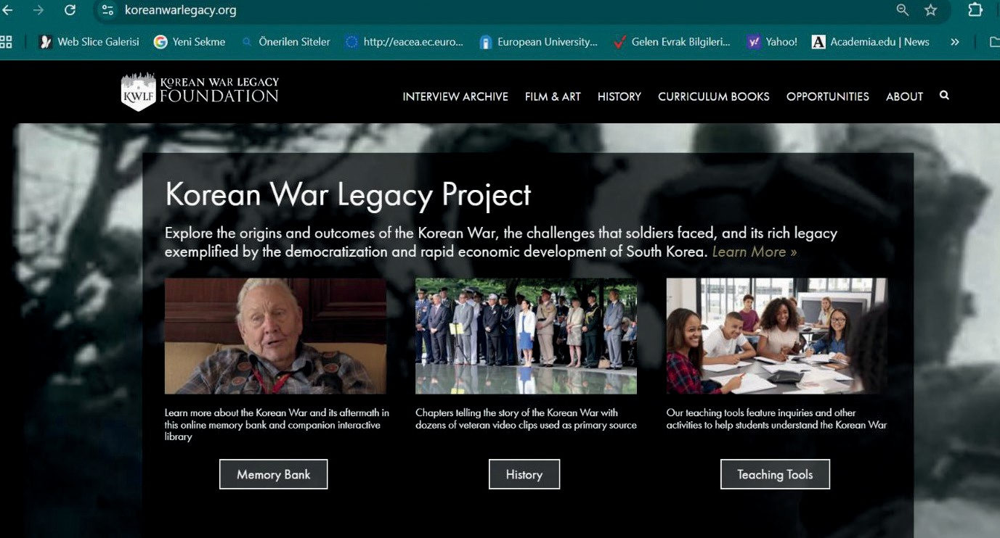 koreanwarlegacy.org
Web Slice Galerisi
Yeni Sekme
Önerilen Siteler
http://eacea.ec.euro...
European University...
Gelen Evrak Bilgileri...
y!
Yahoo!
A
Academia.edu | News
»
KWLF
KOREAN WAR LEGACY
FOUNDATION
INTERVIEW ARCHIVE
FILM & ART
HISTORY
CURRICULUM BOOKS
OPPORTUNITIES
ABOUT
Korean War Legacy Project
Explore the origins and outcomes of the Korean War, the challenges that soldiers faced, and its rich legacy
exemplified by the democratization and rapid economic development of South Korea. Learn More »
Learn more about the Korean War and its aftermath in
this online memory bank and companion interactive
library
Memory Bank
Chapters telling the story of the Korean War with
dozens of veteran video clips used as primary source
History
Our teaching tools feature inquiries and other
activities to help students understand the Korean War
Teaching Tools